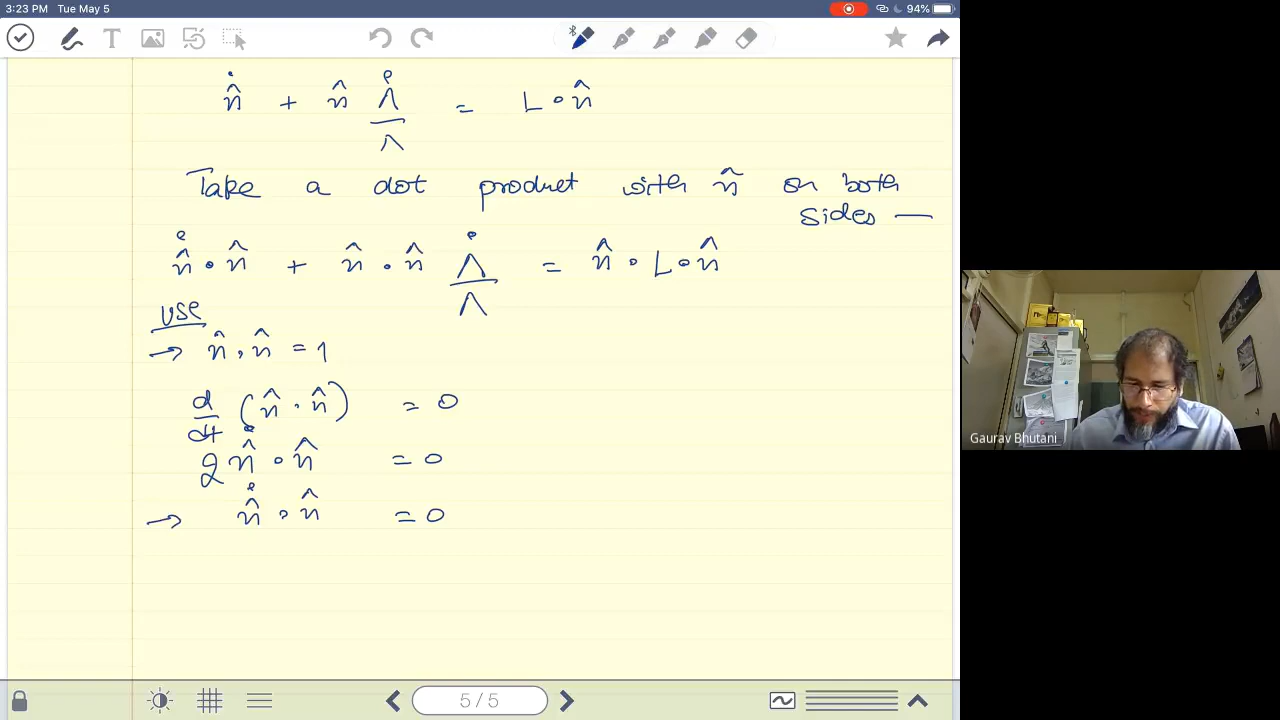 3:23 PM Tue May 5 94%
n̂̇ + n̂ Λ̇/Λ = L ∘ n̂
Take a dot product with n̂ on both
sides —
n̂̇ • n̂ + n̂ • n̂ Λ̇/Λ = n̂ • L • n̂
use
→ n̂ . n̂ = 1
d/dt (n̂ . n̂) = 0
2 n̂̇ • n̂ = 0
→ n̂̇ • n̂ = 0
Gaurav Bhutani
5 / 5